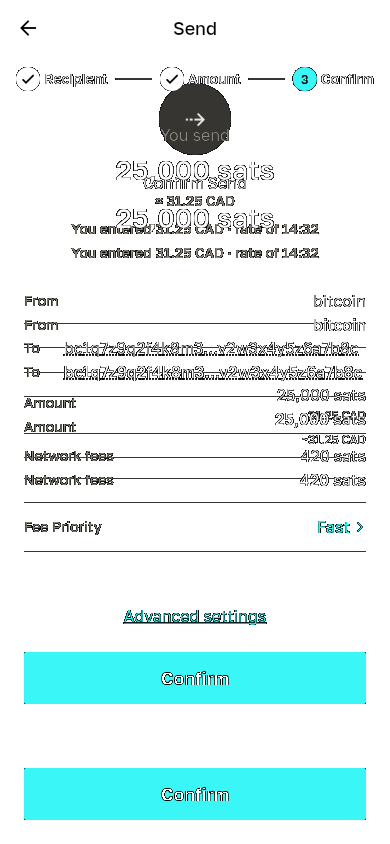 Send
Recipient Amount 3 Confirm
You send
25,000 sats
Confirm Send
≈ 31.25 CAD
25,000 sats
You entered 31.25 CAD · rate of 14:32
You entered 31.25 CAD · rate of 14:32
From bitcoin
From bitcoin
To
To
Amount 25,000 sats
~31.25 CAD
Amount 25,000 sats
~31.25 CAD
Network fees 420 sats
Network fees 420 sats
Fee Priority Fast
Advanced settings
Confirm
Confirm